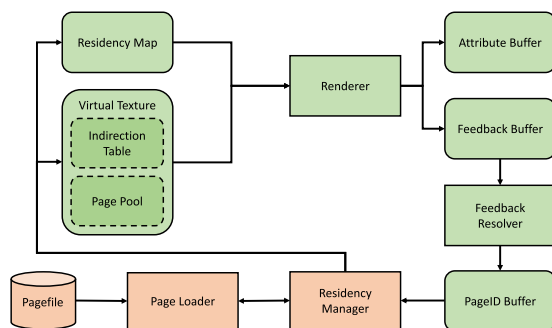 Residency Map
Attribute Buffer
Virtual Texture
Indirection
Table
Page Pool
Renderer
Feedback Buffer
Feedback
Resolver
Pagefile
Page Loader
Residency
Manager
PageID Buffer